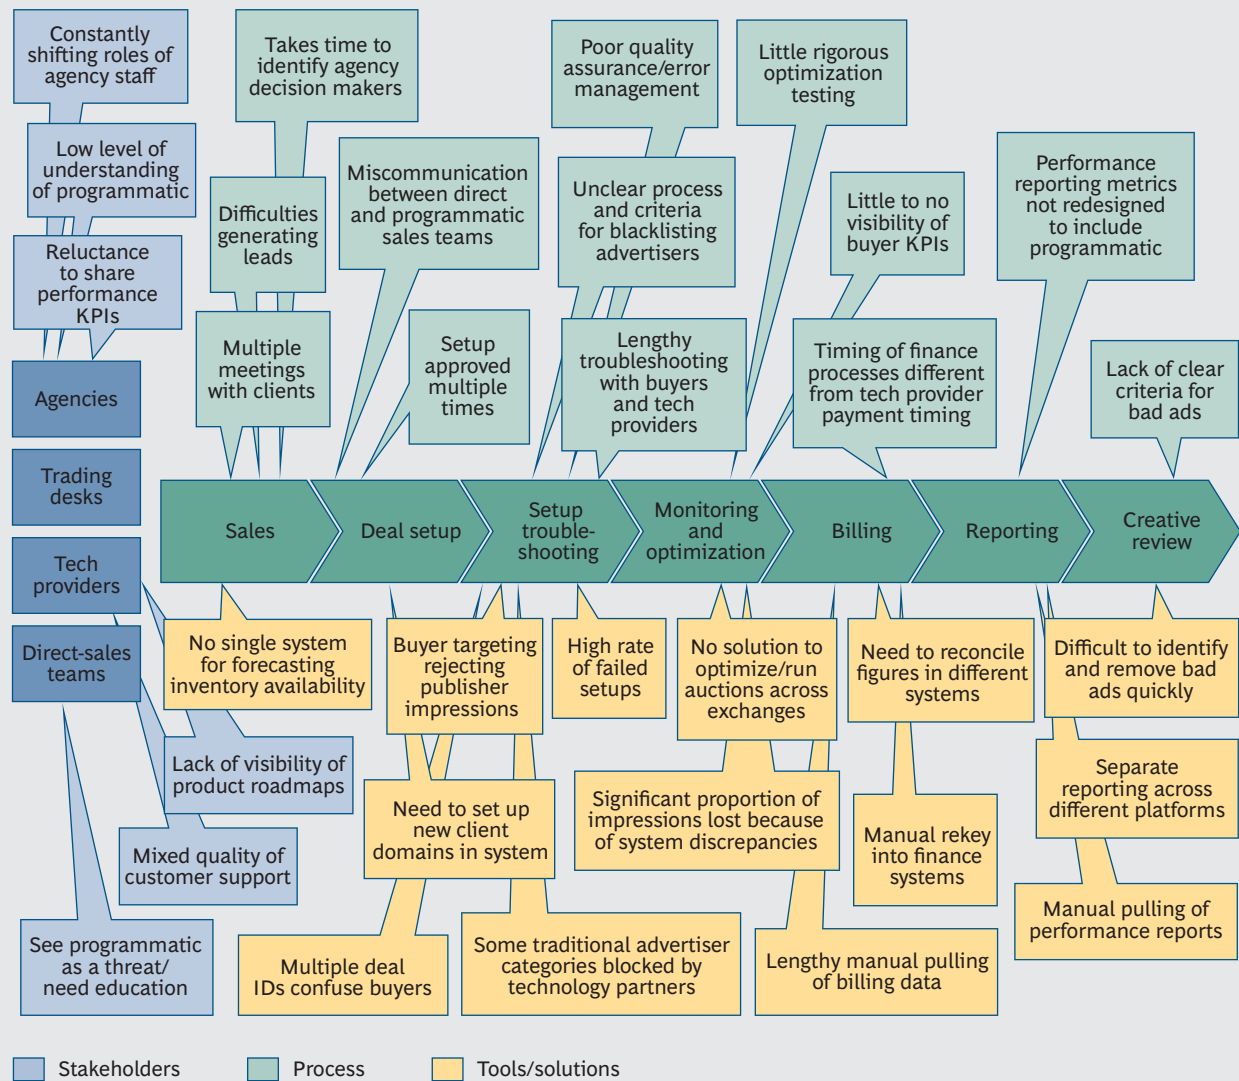 Constantly
shifting roles of
agency staff
Low level of
understanding
of programmatic
Reluctance
to share
performance
KPIs
Takes time to
identify agency
decision makers
Difficulties
generating
leads
Multiple
meetings
with clients
Miscommunication
between direct
and programmatic
sales teams
Setup
approved
multiple
times
Poor quality
assurance/error
management
Unclear process
and criteria
for blacklisting
advertisers
Lengthy
troubleshooting
with buyers
and tech
providers
Little rigorous
optimization
testing
Little to no
visibility of
buyer KPIs
Timing of finance
processes different
from tech provider
payment timing
Performance
reporting metrics
not redesigned
to include
programmatic
Lack of clear
criteria for
bad ads
Agencies
Trading
desks
Tech
providers
Direct-sales
teams
Sales
Deal setup
Setup
trouble-
shooting
Monitoring
and
optimization
Billing
Reporting
Creative
review
No single system
for forecasting
inventory availability
Buyer targeting
rejecting
publisher
impressions
High rate
of failed
setups
No solution to
optimize/run
auctions across
exchanges
Need to reconcile
figures in different
systems
Difficult to identify
and remove bad
ads quickly
Lack of visibility of
product roadmaps
Need to set up
new client
domains in system
Significant proportion of
impressions lost because
of system discrepancies
Manual rekey
into finance
systems
Separate
reporting across
different platforms
Mixed quality of
customer support
Manual pulling of
performance reports
See programmatic
as a threat/
need education
Multiple deal
IDs confuse buyers
Some traditional advertiser
categories blocked by
technology partners
Lengthy manual pulling
of billing data
Stakeholders
Process
Tools/solutions